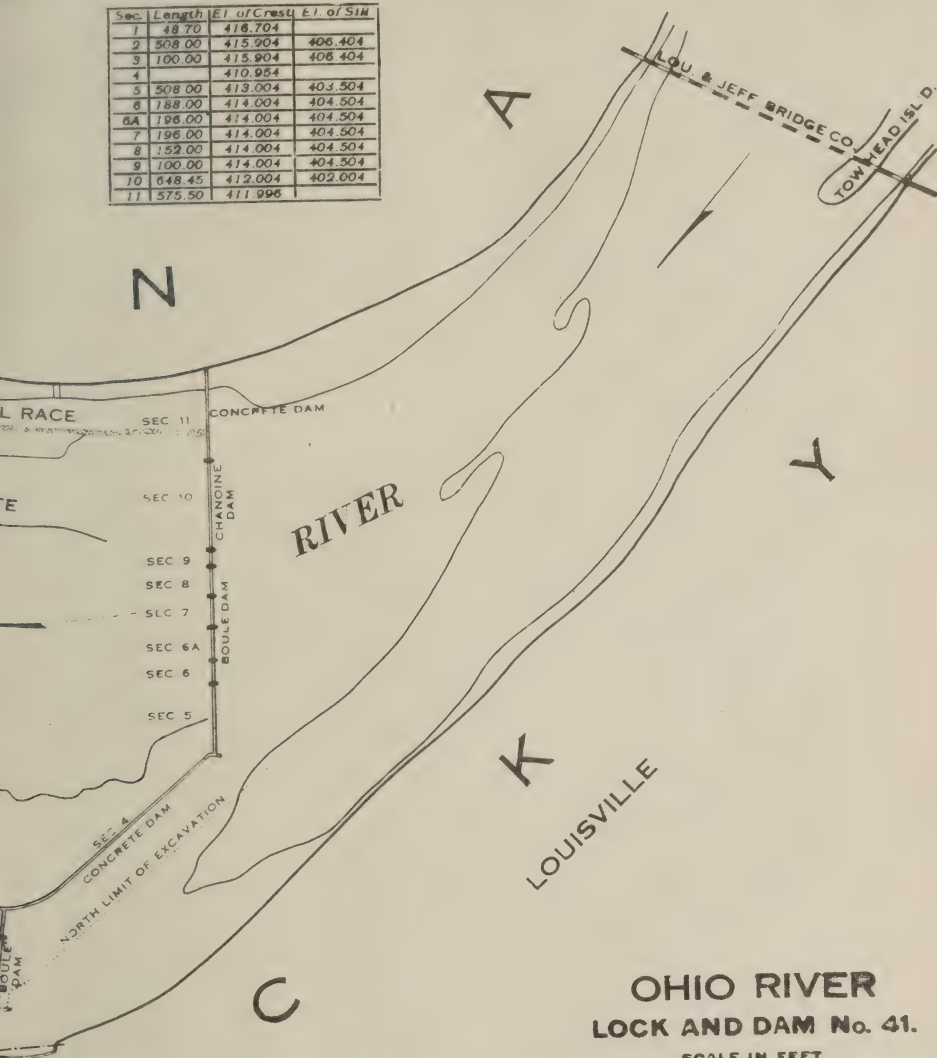 Sec. Length El. of Crest El. of Sill
1 48.70 416.704
2 508.00 415.904 406.404
3 100.00 415.904 406.404
4 410.954
5 508.00 413.004 403.504
6 188.00 414.004 404.504
6A 196.00 414.004 404.504
7 196.00 414.004 404.504
8 152.00 414.004 404.504
9 100.00 414.004 404.504
10 648.45 412.004 402.004
11 575.50 411.996
LOU. & JEFF. BRIDGE CO.
TOW HEAD ISL'D.
A
N
L RACE
SEC 11
CONCRETE DAM
SEC 10
CHANOINE
DAM
RIVER
Y
E
SEC 9
SEC 8
SEC 7
BOULE DAM
SEC 6A
SEC 6
SEC 5
K
LOUISVILLE
SEC 4
CONCRETE DAM
NORTH LIMIT OF EXCAVATION
BOULE
DAM
C
OHIO RIVER
LOCK AND DAM No. 41.
SCALE IN FEET